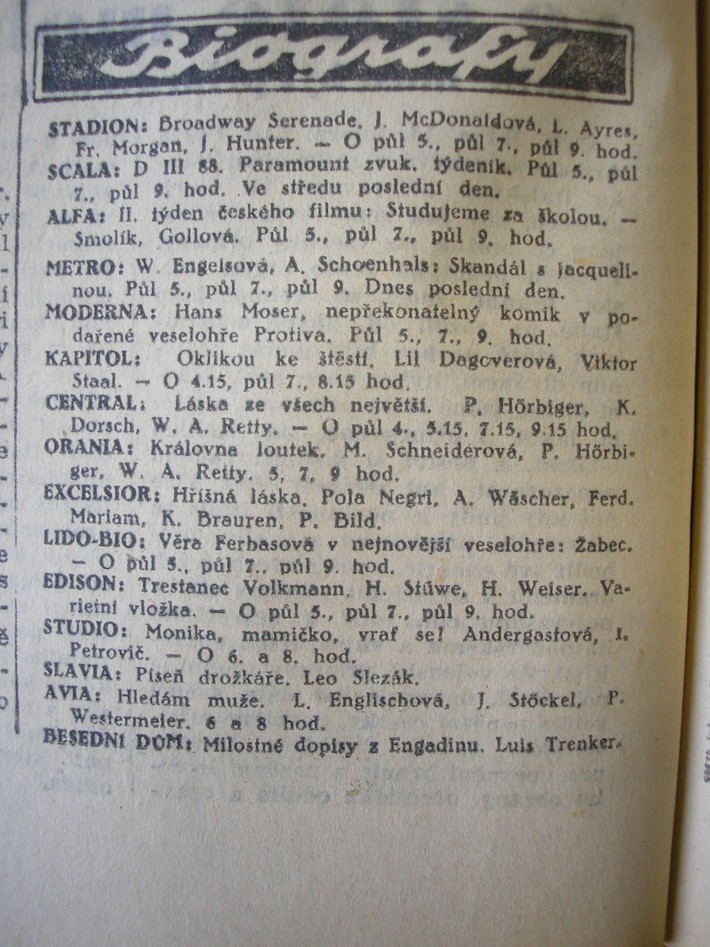 Biografy
STADION: Broadway Serenade, J. McDonaldová, L. Ayres,
Fr. Morgan, J. Hunter. — O půl 5., půl 7., půl 9. hod.
SCALA: D III 88. Paramount zvuk. týdeník. Půl 5., půl
7., půl 9. hod. Ve středu poslední den.
ALFA: II. týden českého filmu: Studujeme za školou. —
Smolík, Gollová. Půl 5., půl 7., půl 9. hod.
METRO: W. Engelsová, A. Schoenhals: Skandál s Jacqueli-
nou. Půl 5., půl 7., půl 9. Dnes poslední den.
MODERNA: Hans Moser, nepřekonatelný komik v po-
dařené veselohře Protiva. Půl 5., 7., 9. hod.
KAPITOL: Oklikou ke štěstí. Lil Dagoverová, Viktor
Staal. — O 4.15, půl 7., 8.15 hod.
CENTRAL: Láska ze všech největší. P. Hörbiger, K.
Dorsch, W. A. Retty. — O půl 4., 5.15, 7.15, 9.15 hod.
ORANIA: Královna loutek. M. Schneiderová, P. Hörbi-
ger, W. A. Retty. 5, 7, 9 hod.
EXCELSIOR: Hříšná láska. Pola Negri, A. Wäscher, Ferd.
Mariam, K. Brauren, P. Bild.
LIDO-BIO: Věra Ferbasová v nejnovější veselohře: Žabec.
— O půl 5., půl 7., půl 9. hod.
EDISON: Trestanec Volkmann. H. Stüwe, H. Weiser. Va-
rietní vložka. — O půl 5., půl 7., půl 9. hod.
STUDIO: Monika, mamičko, vrať se! Andergastová, I.
Petrovič. — O 6. a 8. hod.
SLAVIA: Píseň drožkáře. Leo Slezák.
AVIA: Hledám muže. L. Englischová, J. Stöckel, P.
Westermeier. 6 a 8 hod.
BESEDNÍ DOM: Milostné dopisy z Engadinu. Luis Trenker.